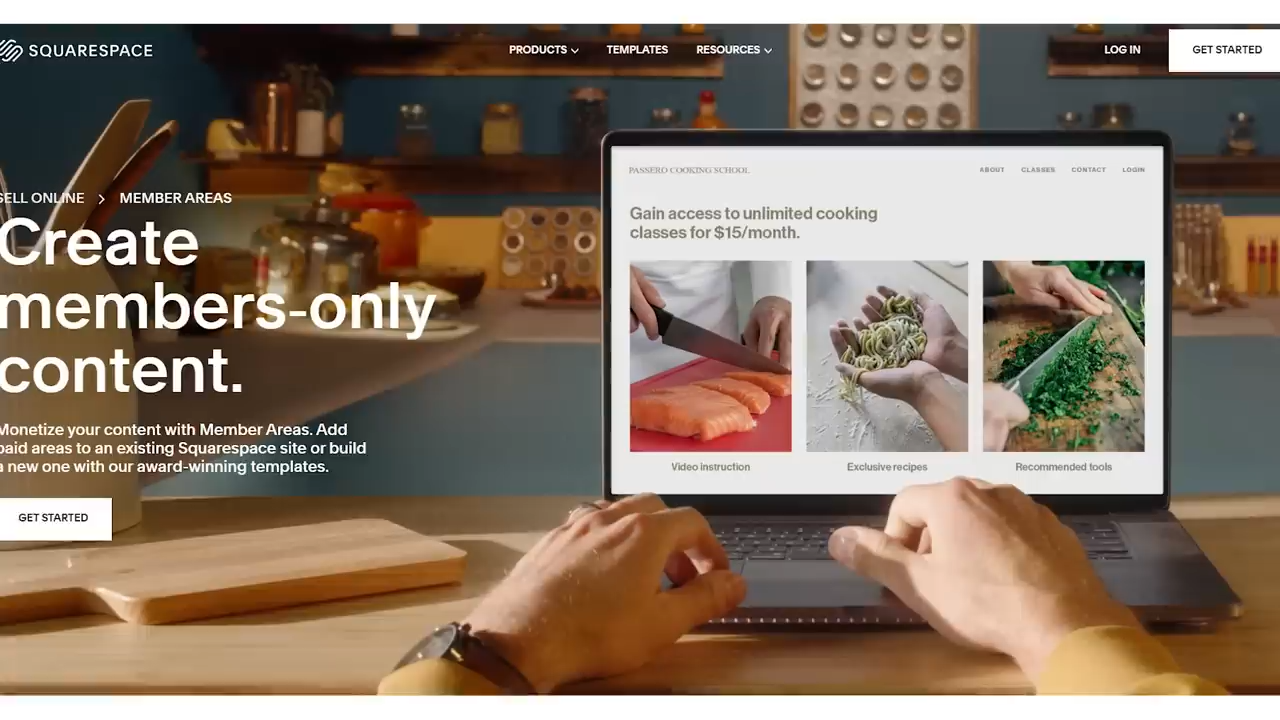 SQUARESPACE
PRODUCTS
TEMPLATES
RESOURCES
LOG IN
GET STARTED
SELL ONLINE > MEMBER AREAS
Create
members-only
content.
Monetize your content with Member Areas. Add
paid areas to an existing Squarespace site or build
a new one with our award-winning templates.
GET STARTED
PASSERO COOKING SCHOOL
ABOUT
CLASSES
CONTACT
LOGIN
Gain access to unlimited cooking
classes for $15/month.
Video instruction
Exclusive recipes
Recommended tools